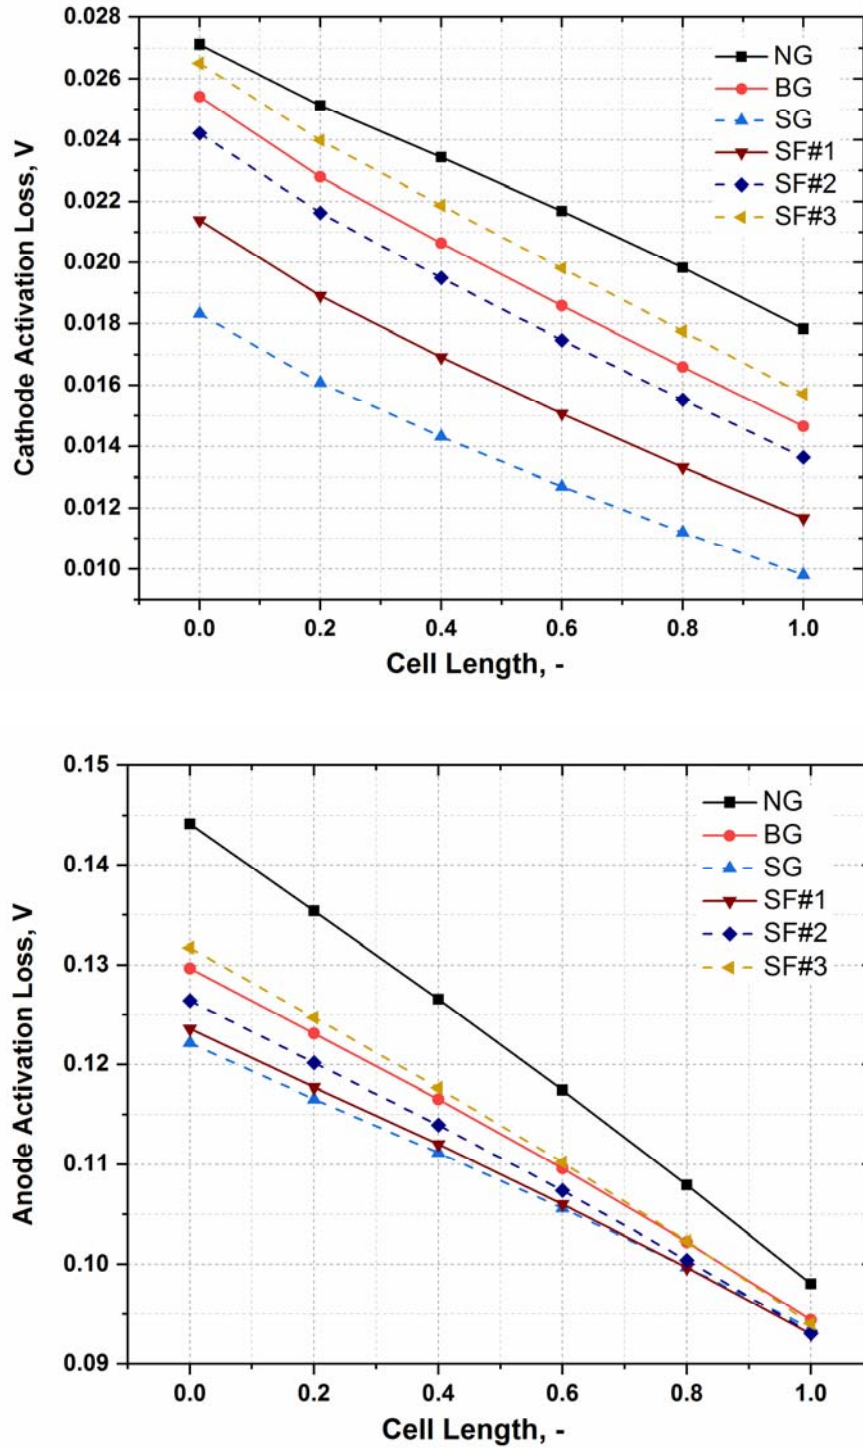 0.028
0.026
0.024
0.022
0.020
0.018
0.016
0.014
0.012
0.010
Cathode Activation Loss, V
NG
BG
SG
SF#1
SF#2
SF#3
0.0 0.2 0.4 0.6 0.8 1.0
Cell Length, -
0.15
0.14
0.13
0.12
0.11
0.10
0.09
Anode Activation Loss, V
NG
BG
SG
SF#1
SF#2
SF#3
0.0 0.2 0.4 0.6 0.8 1.0
Cell Length, -